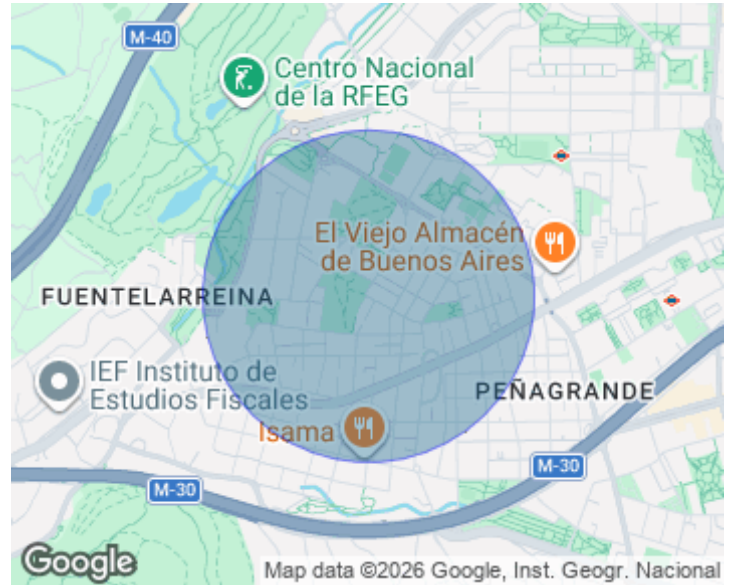 M-40
Centro Nacional
de la RFEG
El Viejo Almacén
de Buenos Aires
FUENTELARREINA
IEF Instituto de
Estudios Fiscales
PEÑAGRANDE
Isama
M-30
M-30
Google
Map data ©2026 Google, Inst. Geogr. Nacional